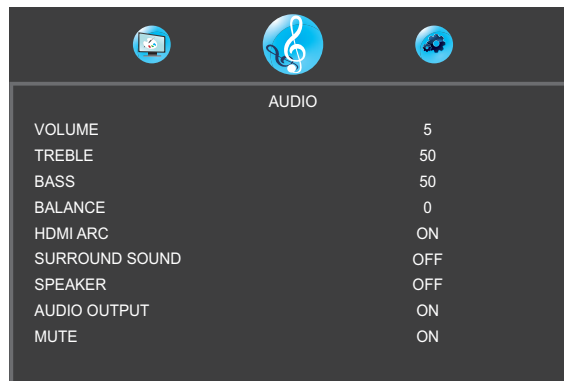 AUDIO
VOLUME 5
TREBLE 50
BASS 50
BALANCE 0
HDMI ARC ON
SURROUND SOUND OFF
SPEAKER OFF
AUDIO OUTPUT ON
MUTE ON